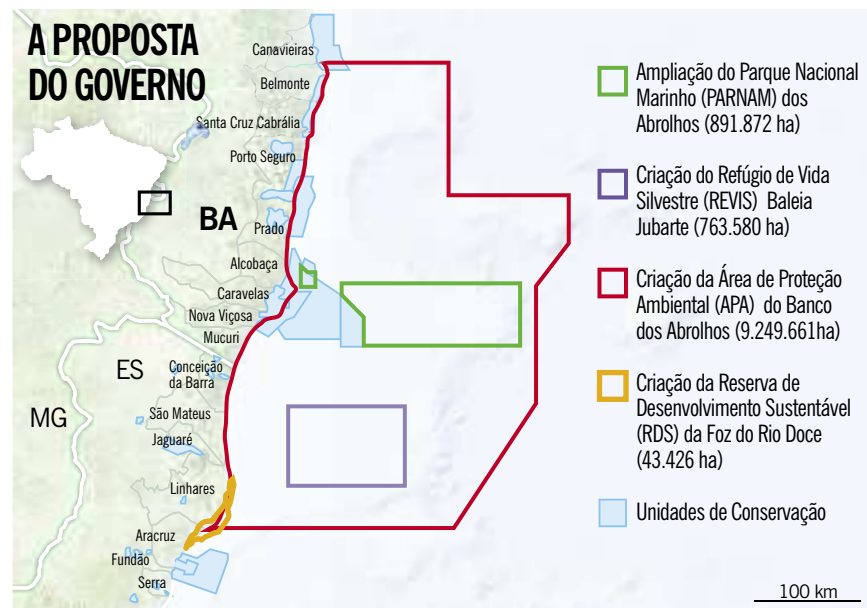 A PROPOSTA
DO GOVERNO
Canavieiras
Belmonte
Santa Cruz Cabrália
Porto Seguro
BA
Prado
Alcobaça
Caravelas
Nova Viçosa
Mucuri
ES
Conceição
da Barra
MG
São Mateus
Jaguaré
Linhares
Aracruz
Fundão
Serra
Ampliação do Parque Nacional
Marinho (PARNAM) dos
Abrolhos (891.872 ha)
Criação do Refúgio de Vida
Silvestre (REVIS) Baleia
Jubarte (763.580 ha)
Criação da Área de Proteção
Ambiental (APA) do Banco
dos Abrolhos (9.249.661ha)
Criação da Reserva de
Desenvolvimento Sustentável
(RDS) da Foz do Rio Doce
(43.426 ha)
Unidades de Conservação
100 km